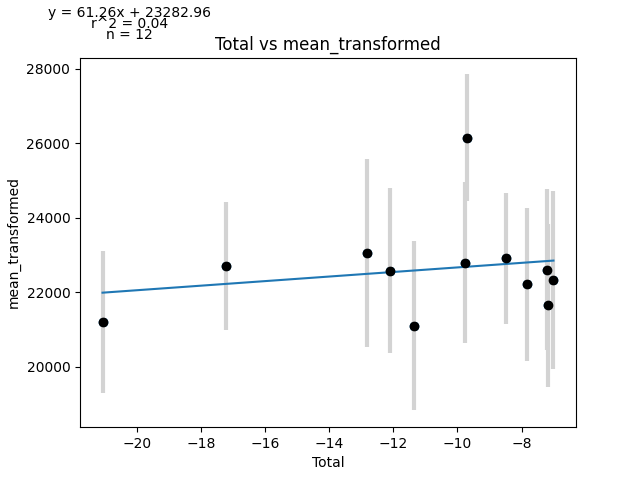 y = 61.26x + 23282.96
r^2 = 0.04
n = 12
Total vs mean_transformed
28000
26000
24000
22000
20000
mean_transformed
−20
−18
−16
−14
−12
−10
−8
Total